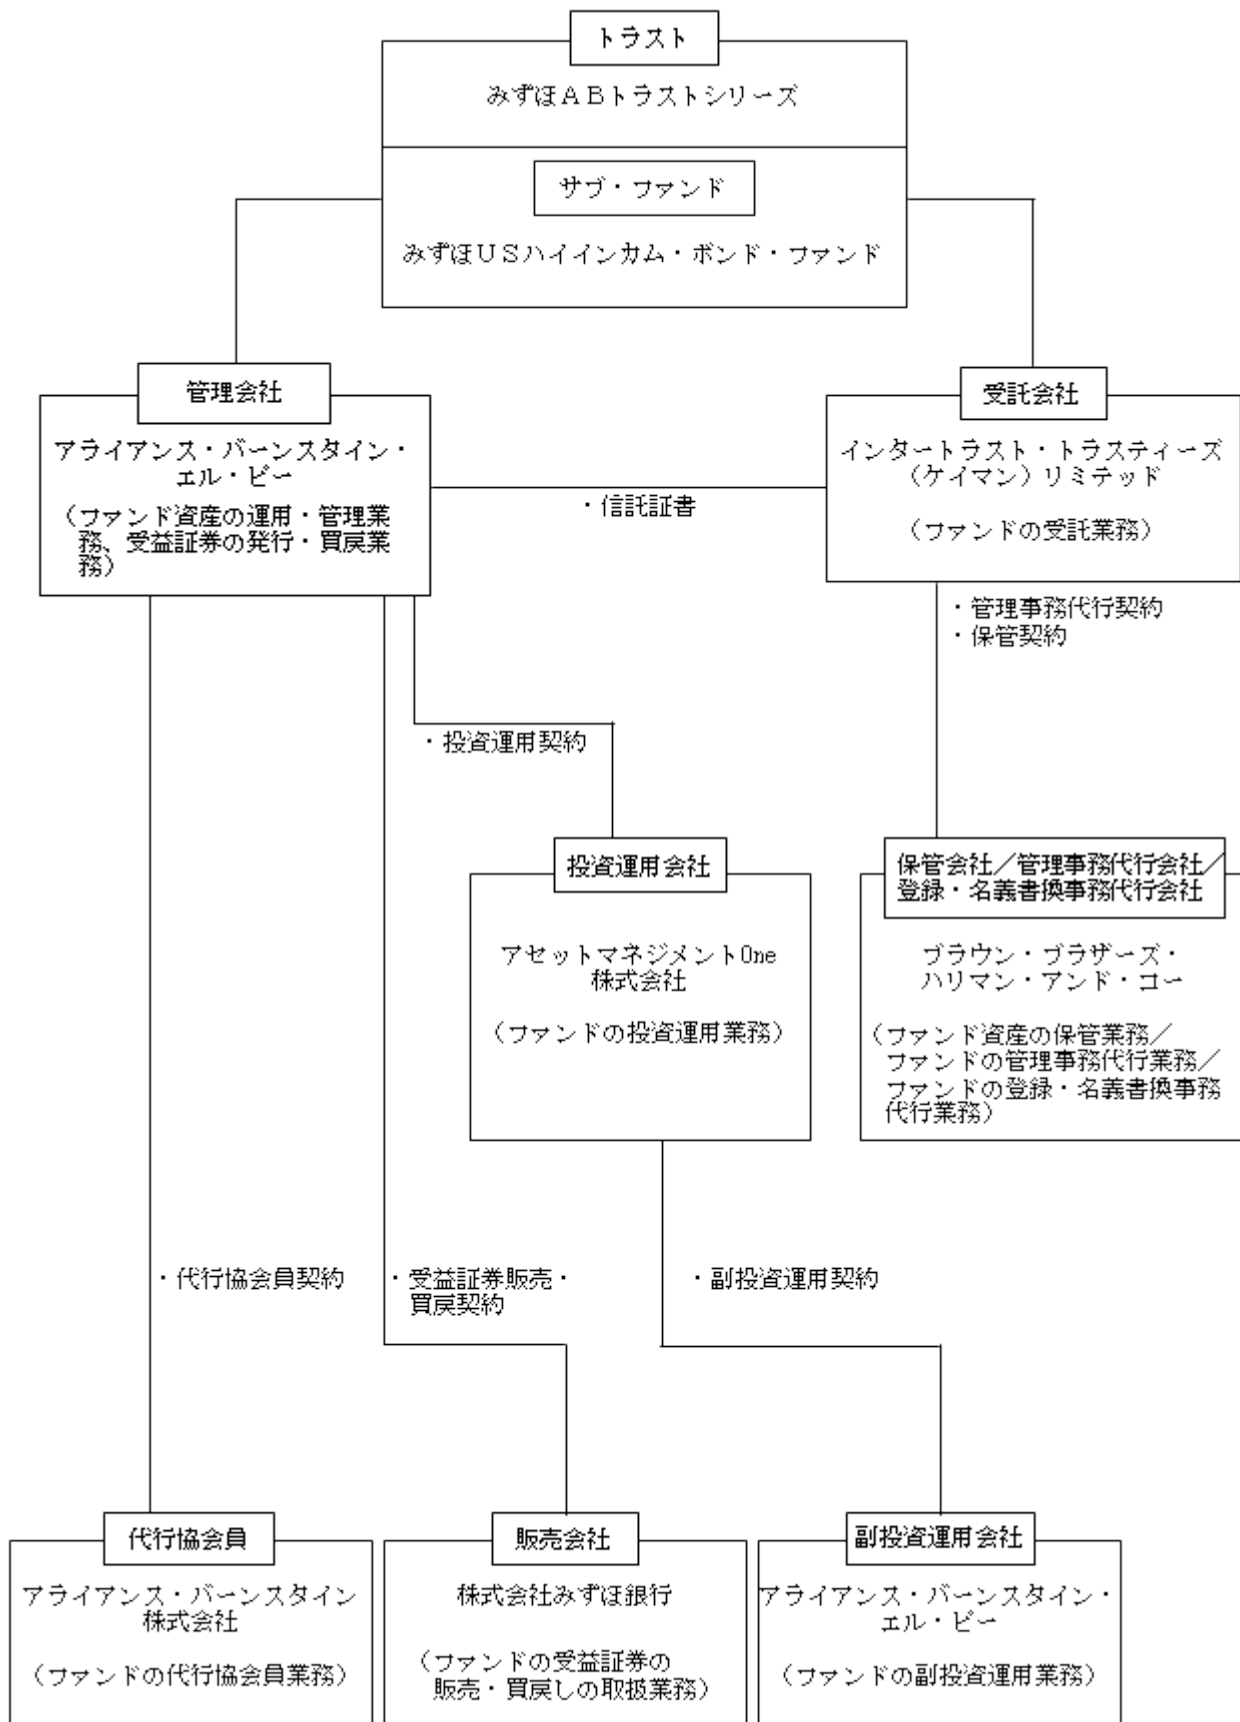 トラスト
みずほＡＢトラストシリーズ
サブ・ファンド
みずほＵＳハイインカム・ボンド・ファンド
管理会社
アライアンス・バーンスタイン・
エル・ピー
（ファンド資産の運用・管理業
務、受益証券の発行・買戻業
務）
・信託証書
受託会社
インタートラスト・トラスティーズ
（ケイマン）リミテッド
（ファンドの受託業務）
・管理事務代行契約
・保管契約
・投資運用契約
投資運用会社
アセットマネジメントOne
株式会社
（ファンドの投資運用業務）
保管会社／管理事務代行会社／
登録・名義書換事務代行会社
ブラウン・ブラザーズ・
ハリマン・アンド・コー
（ファンド資産の保管業務／
ファンドの管理事務代行業務／
ファンドの登録・名義書換事務
代行業務）
・代行協会員契約
・受益証券販売・
買戻契約
・副投資運用契約
代行協会員
アライアンス・バーンスタイン
株式会社
（ファンドの代行協会員業務）
販売会社
株式会社みずほ銀行
（ファンドの受益証券の
販売・買戻しの取扱業務）
副投資運用会社
アライアンス・バーンスタイン・
エル・ピー
（ファンドの副投資運用業務）